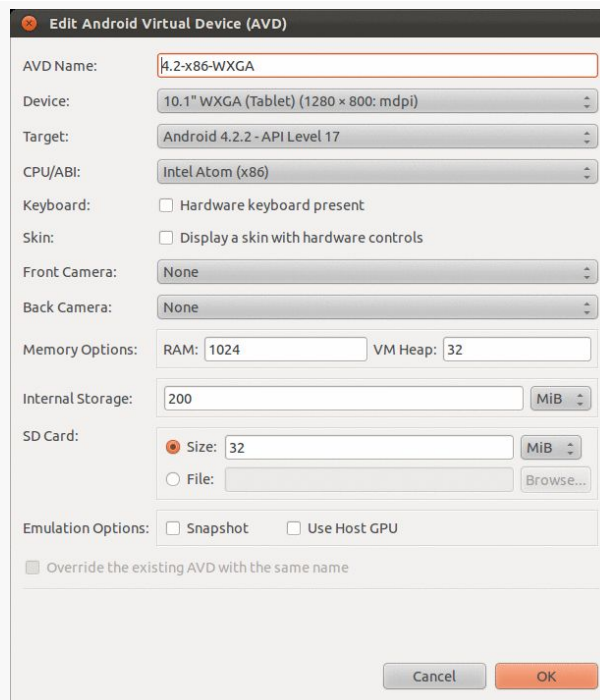 Edit Android Virtual Device (AVD)
AVD Name: 4.2-x86-WXGA
Device: 10.1" WXGA (Tablet) (1280 × 800: mdpi)
Target: Android 4.2.2 - API Level 17
CPU/ABI: Intel Atom (x86)
Keyboard: Hardware keyboard present
Skin: Display a skin with hardware controls
Front Camera: None
Back Camera: None
Memory Options: RAM: 1024 VM Heap: 32
Internal Storage: 200 MiB
SD Card:
Size: 32 MiB
File: Browse...
Emulation Options: Snapshot Use Host GPU
Override the existing AVD with the same name
Cancel OK